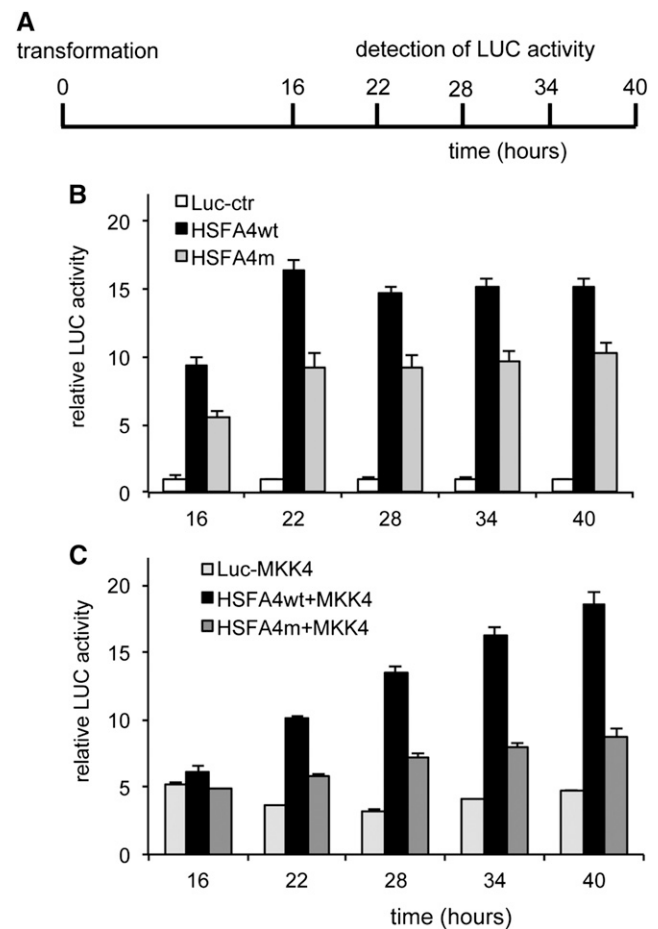 A
transformation detection of LUC activity
0 16 22 28 34 40
time (hours)
B
Luc-ctr
HSFA4wt
HSFA4m
relative LUC activity
20
15
10
5
0
16 22 28 34 40
C
Luc-MKK4
HSFA4wt+MKK4
HSFA4m+MKK4
relative LUC activity
20
15
10
5
0
16 22 28 34 40
time (hours)